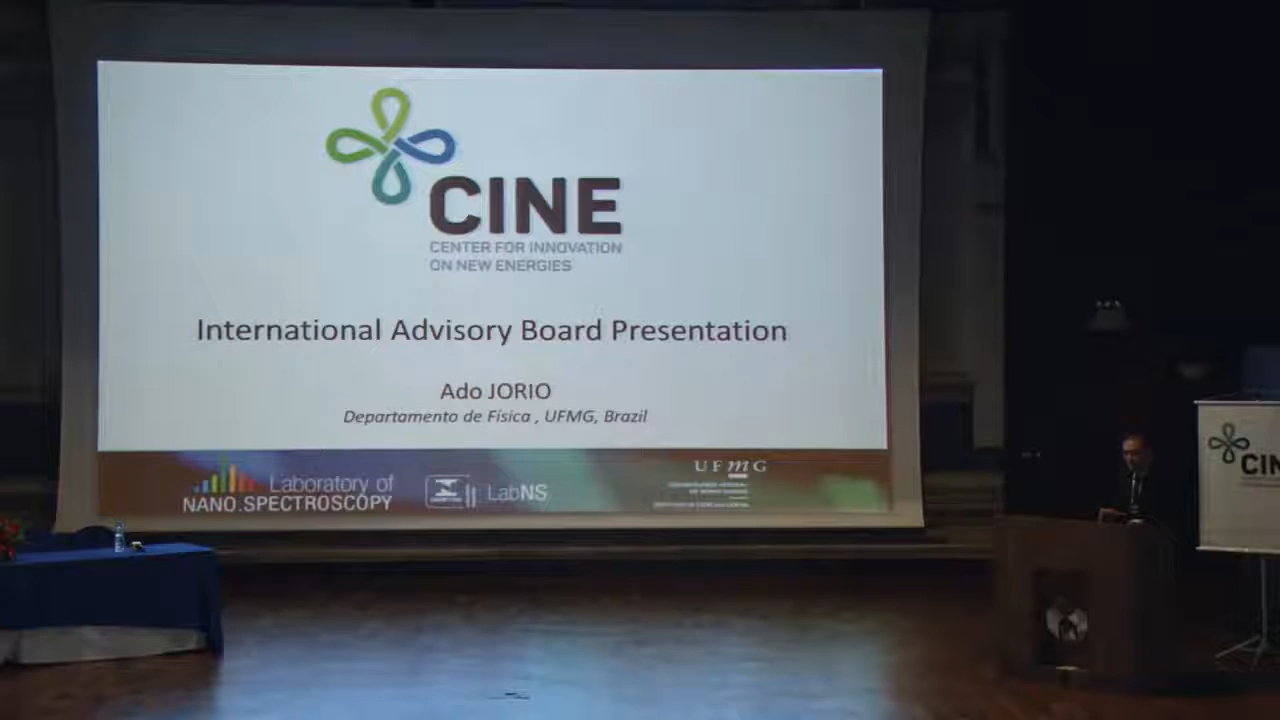 CINE
CENTER FOR INNOVATION
ON NEW ENERGIES
International Advisory Board Presentation
Ado JORIO
Departamento de Física , UFMG, Brazil
Laboratory of
NANO.SPECTROSCOPY
LabNS
UFMG
CIN